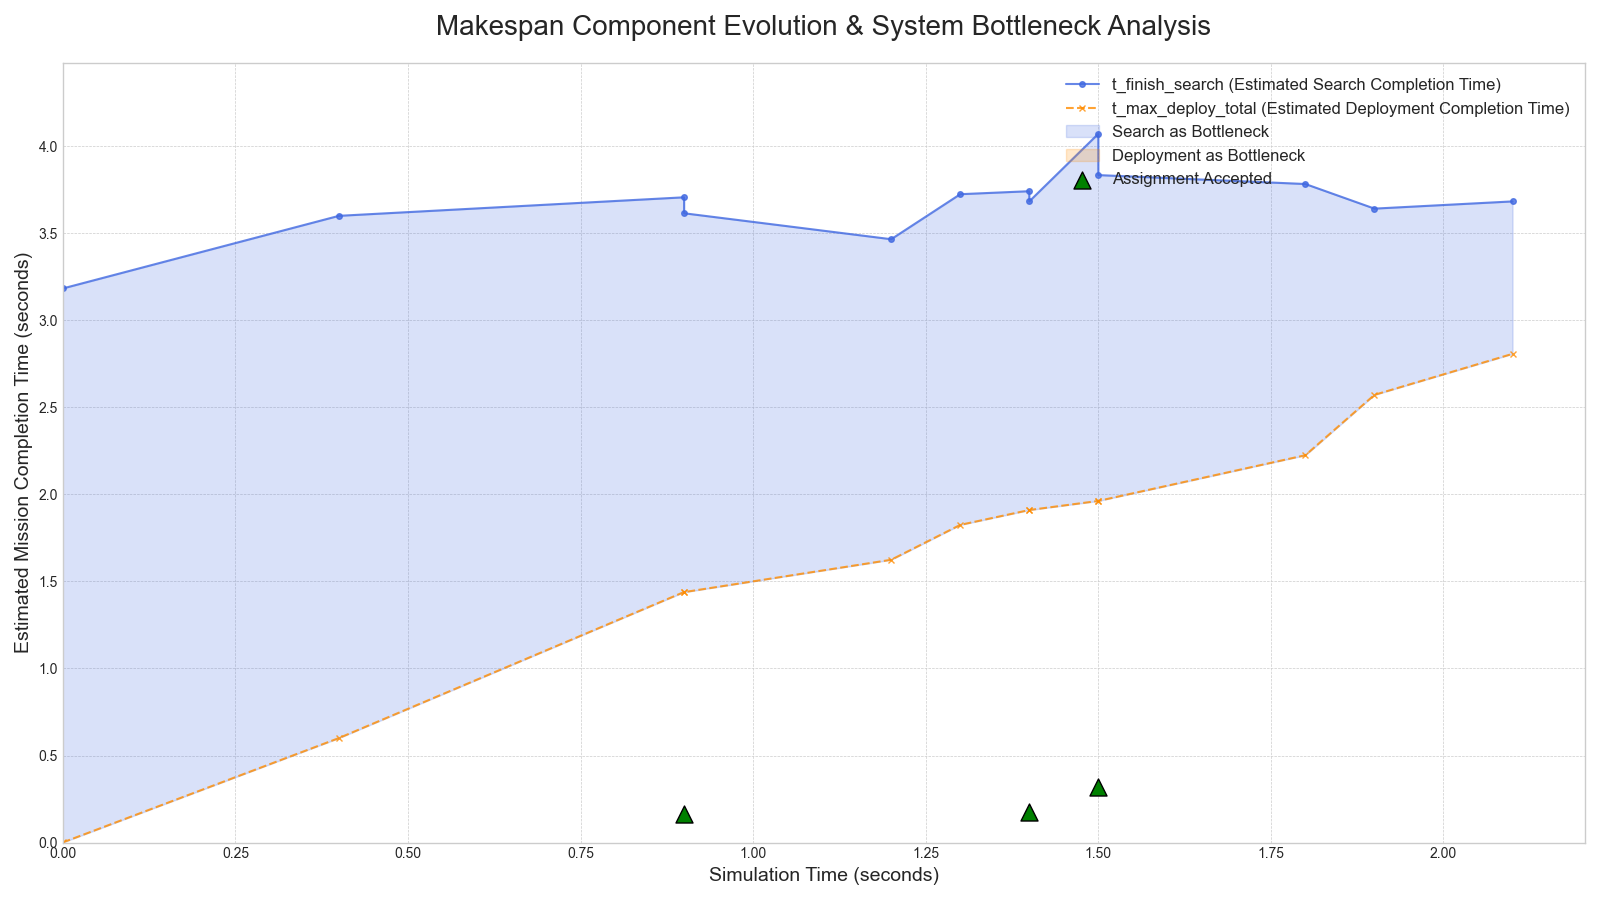 Makespan Component Evolution & System Bottleneck Analysis
t_finish_search (Estimated Search Completion Time)
t_max_deploy_total (Estimated Deployment Completion Time)
Search as Bottleneck
Deployment as Bottleneck
Assignment Accepted
Estimated Mission Completion Time (seconds)
4.0
3.5
3.0
2.5
2.0
1.5
1.0
0.5
0.0
0.00 0.25 0.50 0.75 1.00 1.25 1.50 1.75 2.00
Simulation Time (seconds)